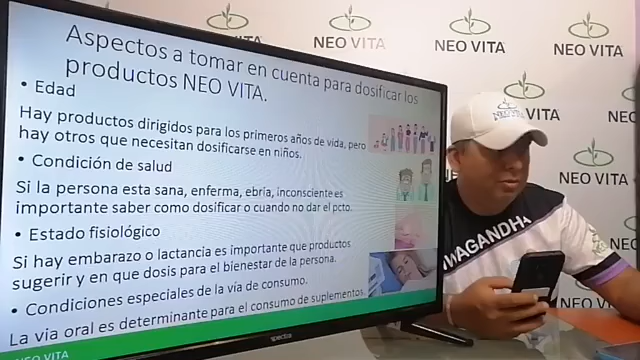 Aspectos a tomar en cuenta para dosificar los
productos NEO VITA.
• Edad
Hay productos dirigidos para los primeros años de vida, pero
hay otros que necesitan dosificarse en niños.
• Condición de salud
Si la persona esta sana, enferma, ebria, inconsciente es
importante saber como dosificar o cuando no dar el pcto.
• Estado fisiológico
Si hay embarazo o lactancia es importante que productos
sugerir y en que dosis para el bienestar de la persona.
• Condiciones especiales de la vía de consumo.
La via oral es determinante para el consumo de suplementos.
NEO VITA
spectra
NEO VITA
NEO VITA
NEO VITA
NEO VITA
NEO VITA
NEO VITA
NEO
NEO VITA
WAGANDHA